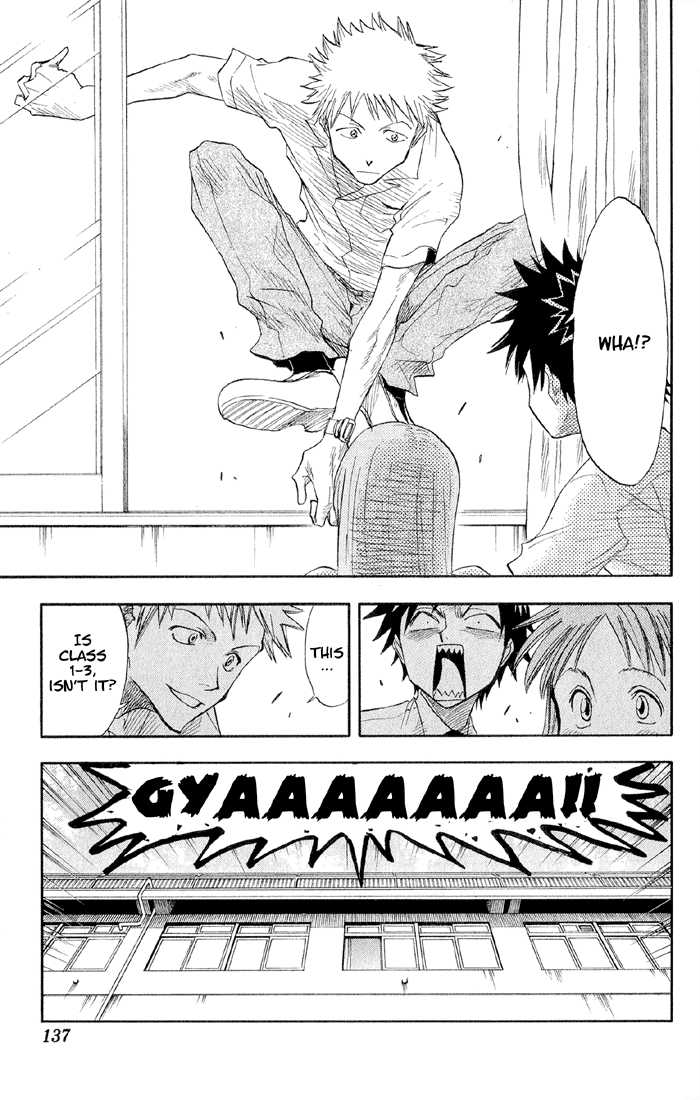 WHA!?
THIS
...
IS
CLASS
1-3,
ISN'T IT?
GYAAAAAAA!!
137